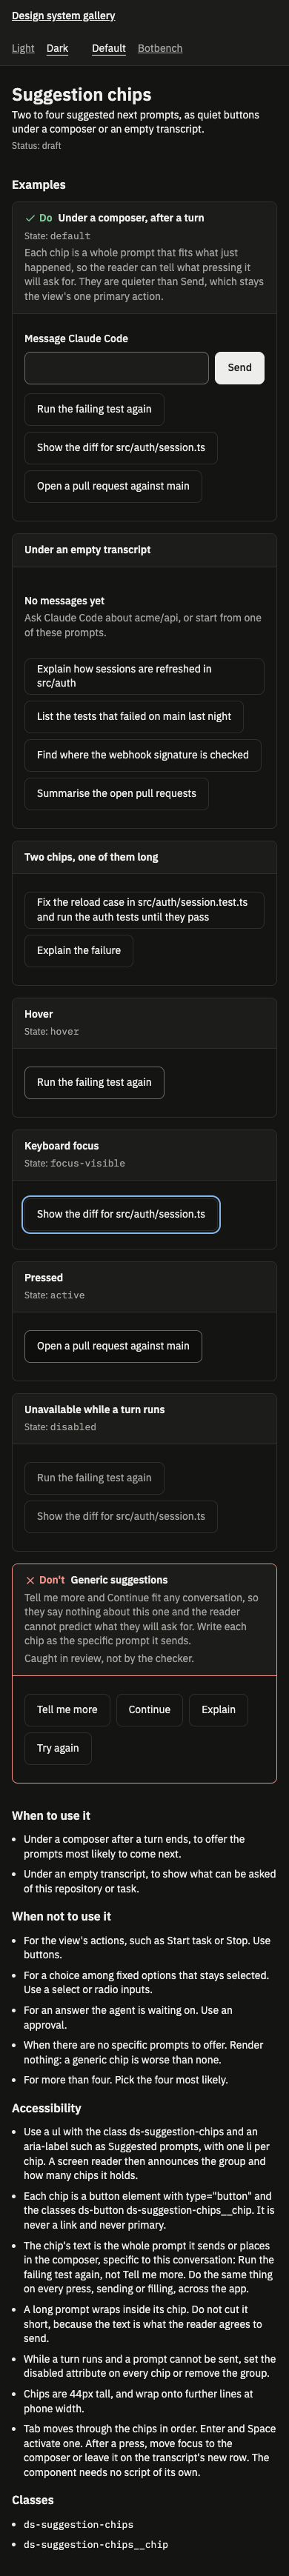 Design system gallery
Light Dark Default Botbench
Suggestion chips
Two to four suggested next prompts, as quiet buttons
under a composer or an empty transcript.
Status: draft
Examples
Do Under a composer, after a turn
State: default
Each chip is a whole prompt that fits what just
happened, so the reader can tell what pressing it
will ask for. They are quieter than Send, which stays
the view's one primary action.
Message Claude Code
Send
Run the failing test again
Show the diff for src/auth/session.ts
Open a pull request against main
Under an empty transcript
No messages yet
Ask Claude Code about acme/api, or start from one
of these prompts.
Explain how sessions are refreshed in
src/auth
List the tests that failed on main last night
Find where the webhook signature is checked
Summarise the open pull requests
Two chips, one of them long
Fix the reload case in src/auth/session.test.ts
and run the auth tests until they pass
Explain the failure
Hover
State: hover
Run the failing test again
Keyboard focus
State: focus-visible
Show the diff for src/auth/session.ts
Pressed
State: active
Open a pull request against main
Unavailable while a turn runs
State: disabled
Run the failing test again
Show the diff for src/auth/session.ts
Don't Generic suggestions
Tell me more and Continue fit any conversation, so
they say nothing about this one and the reader
cannot predict what they will ask for. Write each
chip as the specific prompt it sends.
Caught in review, not by the checker.
Tell me more Continue Explain
Try again
When to use it
• Under a composer after a turn ends, to offer the
prompts most likely to come next.
• Under an empty transcript, to show what can be asked
of this repository or task.
When not to use it
• For the view's actions, such as Start task or Stop. Use
buttons.
• For a choice among fixed options that stays selected.
Use a select or radio inputs.
• For an answer the agent is waiting on. Use an
approval.
• When there are no specific prompts to offer. Render
nothing: a generic chip is worse than none.
• For more than four. Pick the four most likely.
Accessibility
• Use a ul with the class ds-suggestion-chips and an
aria-label such as Suggested prompts, with one li per
chip. A screen reader then announces the group and
how many chips it holds.
• Each chip is a button element with type="button" and
the classes ds-button ds-suggestion-chips__chip. It is
never a link and never primary.
• The chip's text is the whole prompt it sends or places
in the composer, specific to this conversation: Run the
failing test again, not Tell me more. Do the same thing
on every press, sending or filling, across the app.
• A long prompt wraps inside its chip. Do not cut it
short, because the text is what the reader agrees to
send.
• While a turn runs and a prompt cannot be sent, set the
disabled attribute on every chip or remove the group.
• Chips are 44px tall, and wrap onto further lines at
phone width.
• Tab moves through the chips in order. Enter and Space
activate one. After a press, move focus to the
composer or leave it on the transcript's new row. The
component needs no script of its own.
Classes
• ds-suggestion-chips
• ds-suggestion-chips__chip